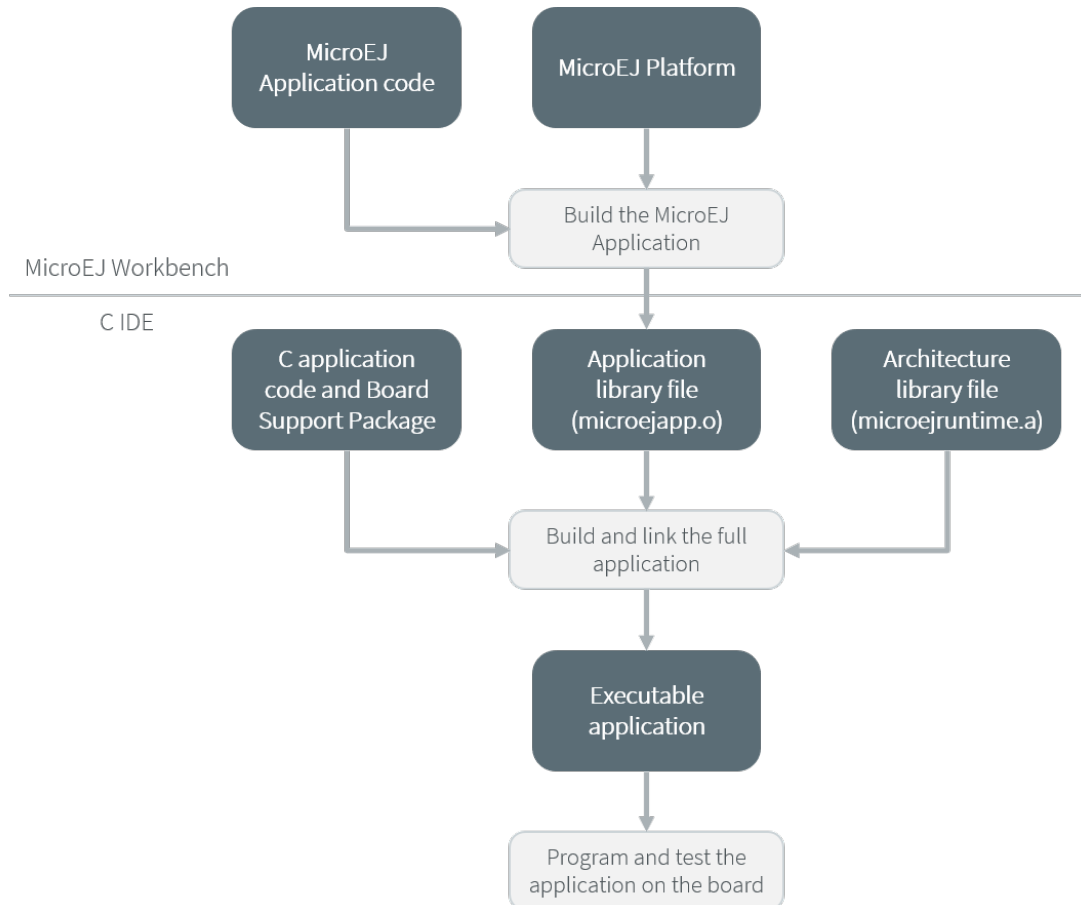 MicroEJ
Application code
MicroEJ Platform
Build the MicroEJ
Application
MicroEJ Workbench
C IDE
C application
code and Board
Support Package
Application
library file
(microejapp.o)
Architecture
library file
(microejruntime.a)
Build and link the full
application
Executable
application
Program and test the
application on the board